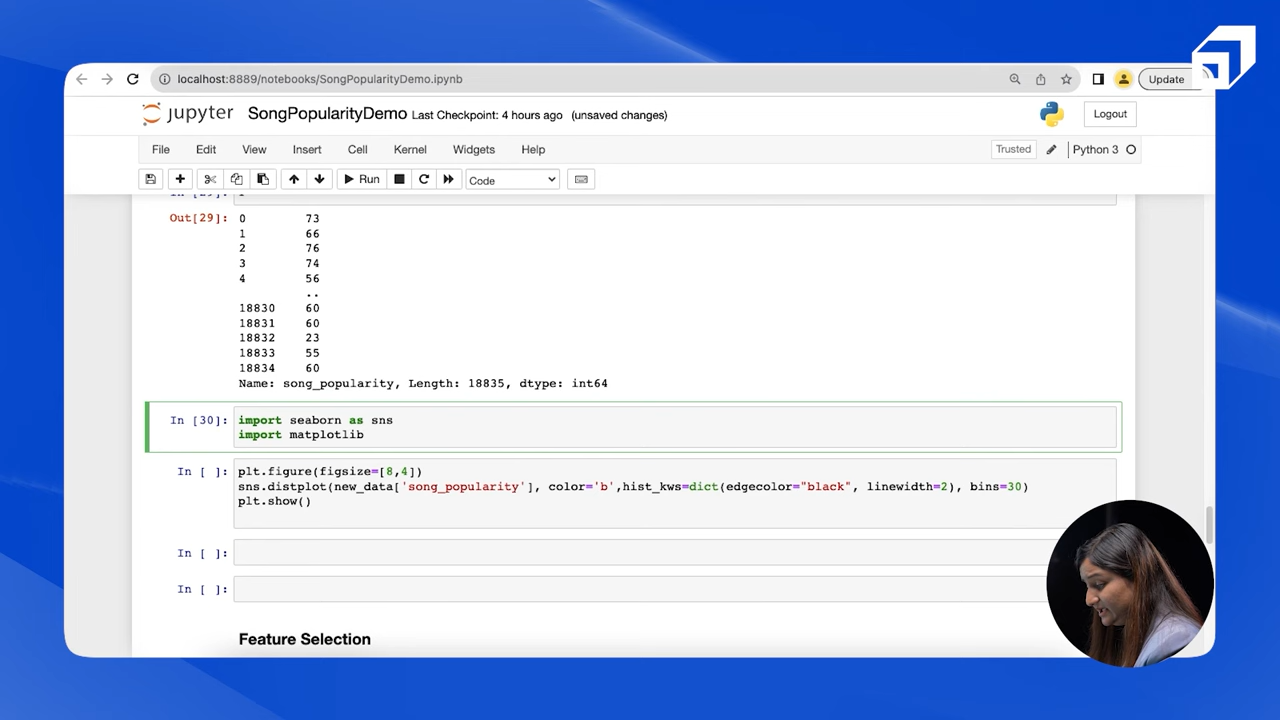 localhost:8889/notebooks/SongPopularityDemo.ipynb
Update
jupyter SongPopularityDemo Last Checkpoint: 4 hours ago (unsaved changes)
Logout
File Edit View Insert Cell Kernel Widgets Help
Trusted Python 3
Run Code
Out[29]: 0 73
1 66
2 76
3 74
4 56
..
18830 60
18831 60
18832 23
18833 55
18834 60
Name: song_popularity, Length: 18835, dtype: int64
In [30]: import seaborn as sns
import matplotlib
In [ ]: plt.figure(figsize=[8,4])
sns.distplot(new_data['song_popularity'], color='b',hist_kws=dict(edgecolor="black", linewidth=2), bins=30)
plt.show()
In [ ]:
In [ ]:
Feature Selection